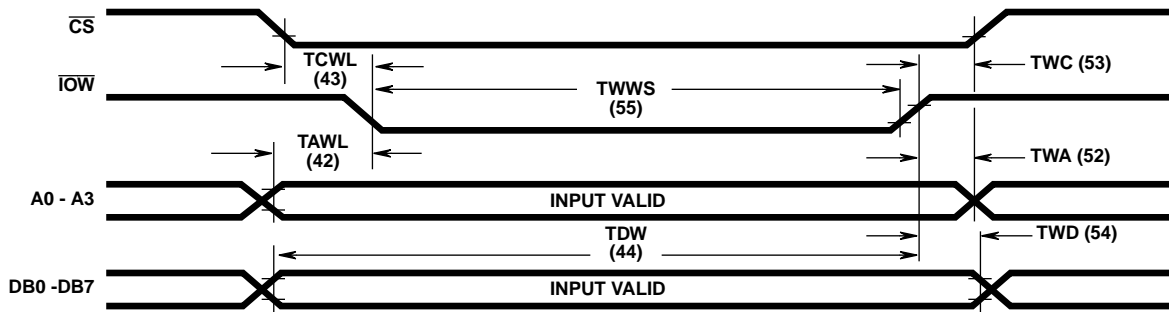 CS
TCWL
(43)
TWC (53)
IOW
TWWS
(55)
TAWL
(42)
TWA (52)
A0 - A3
INPUT VALID
TDW
(44)
TWD (54)
DB0 -DB7
INPUT VALID